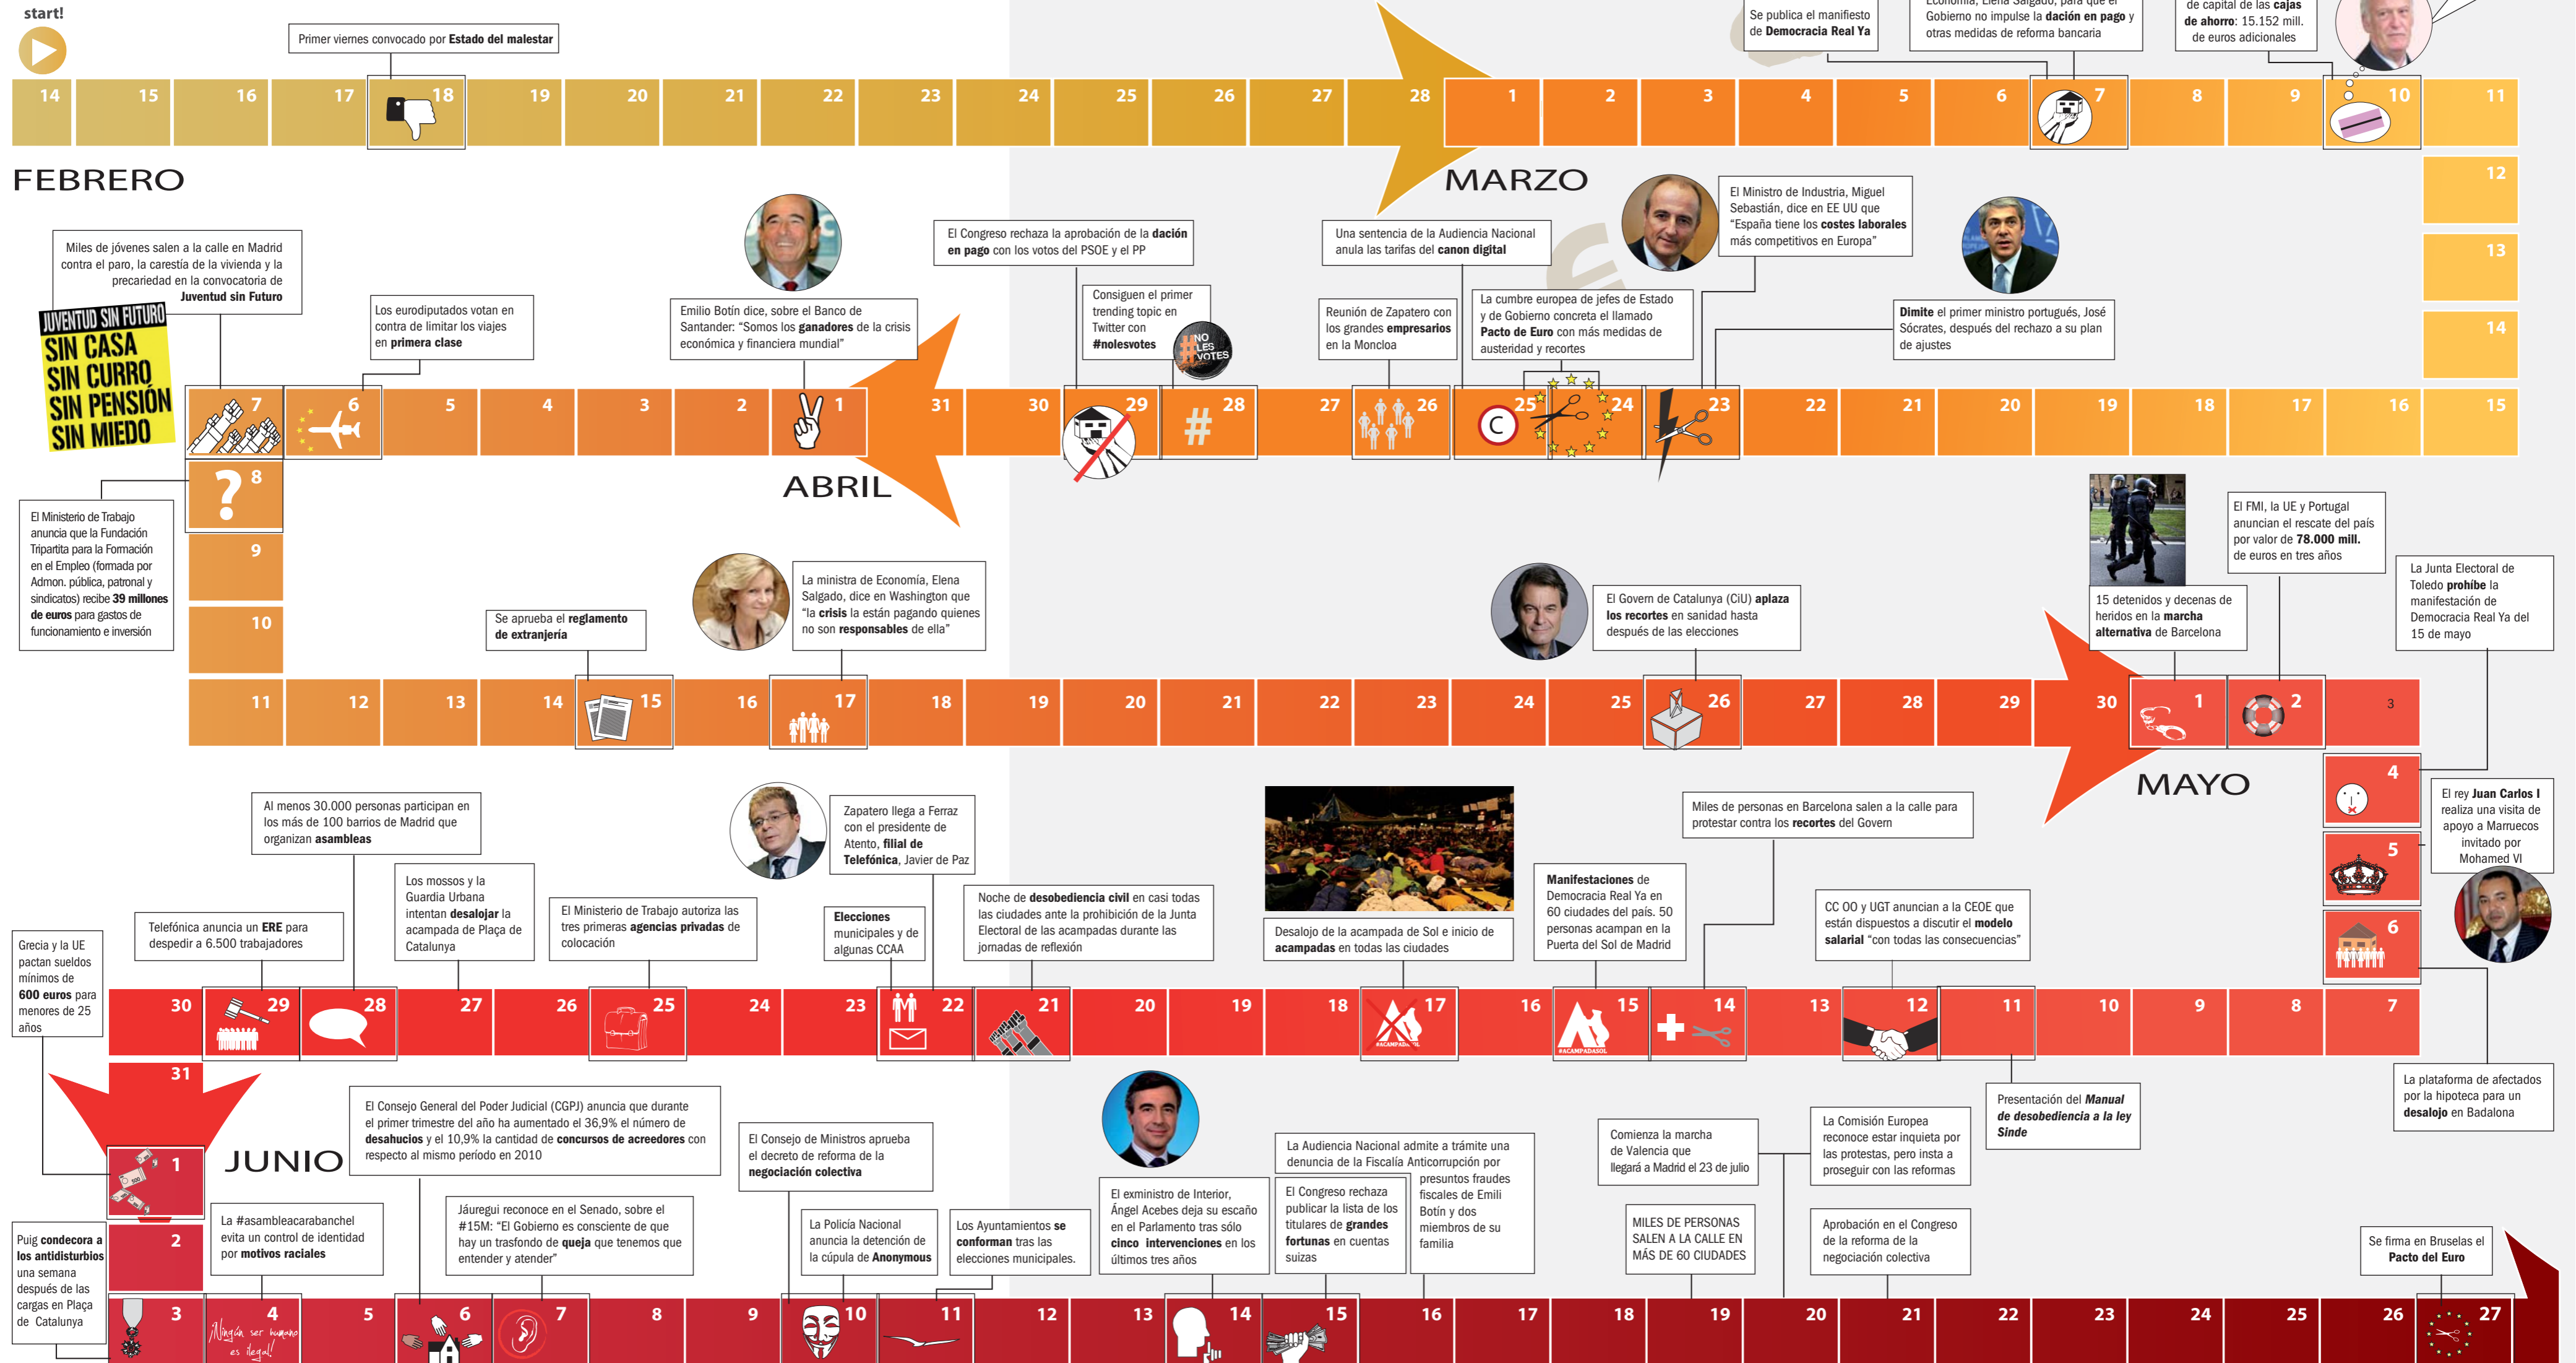 start!
Primer viernes convocado por Estado del malestar
Se publica el manifiesto
de Democracia Real Ya
Economía, Elena Salgado, para que el
Gobierno no impulse la dación en pago y
otras medidas de reforma bancaria
de capital de las cajas
de ahorro: 15.152 mill.
de euros adicionales
14 15 16 17 18 19 20 21 22 23 24 25 26 27 28 1 2 3 4 5 6 7 8 9 10 11
FEBRERO
MARZO
12
13
14
Miles de jóvenes salen a la calle en Madrid
contra el paro, la carestía de la vivienda y la
precariedad en la convocatoria de
Juventud sin Futuro
JUVENTUD SIN FUTURO
SIN CASA
SIN CURRO
SIN PENSIÓN
SIN MIEDO
Los eurodiputados votan en
contra de limitar los viajes
en primera clase
Emilio Botín dice, sobre el Banco de
Santander: “Somos los ganadores de la crisis
económica y financiera mundial”
El Congreso rechaza la aprobación de la dación
en pago con los votos del PSOE y el PP
Consiguen el primer
trending topic en
Twitter con
#nolesvotes
#NO
LES
VOTES
Una sentencia de la Audiencia Nacional
anula las tarifas del canon digital
Reunión de Zapatero con
los grandes empresarios
en la Moncloa
La cumbre europea de jefes de Estado
y de Gobierno concreta el llamado
Pacto de Euro con más medidas de
austeridad y recortes
El Ministro de Industria, Miguel
Sebastián, dice en EE UU que
“España tiene los costes laborales
más competitivos en Europa”
Dimite el primer ministro portugués, José
Sócrates, después del rechazo a su plan
de ajustes
€
7 6 5 4 3 2 1 31 30 29 28 27 26 25 24 23 22 21 20 19 18 17 16 15
#
C
ABRIL
?
8
9
10
El Ministerio de Trabajo
anuncia que la Fundación
Tripartita para la Formación
en el Empleo (formada por
Admon. pública, patronal y
sindicatos) recibe 39 millones
de euros para gastos de
funcionamiento e inversión
Se aprueba el reglamento
de extranjería
La ministra de Economía, Elena
Salgado, dice en Washington que
“la crisis la están pagando quienes
no son responsables de ella”
El Govern de Catalunya (CiU) aplaza
los recortes en sanidad hasta
después de las elecciones
15 detenidos y decenas de
heridos en la marcha
alternativa de Barcelona
El FMI, la UE y Portugal
anuncian el rescate del país
por valor de 78.000 mill.
de euros en tres años
La Junta Electoral de
Toledo prohíbe la
manifestación de
Democracia Real Ya del
15 de mayo
11 12 13 14 15 16 17 18 19 20 21 22 23 24 25 26 27 28 29 30 1 2 3
MAYO
4
5
6
El rey Juan Carlos I
realiza una visita de
apoyo a Marruecos
invitado por
Mohamed VI
La plataforma de afectados
por la hipoteca para un
desalojo en Badalona
Grecia y la UE
pactan sueldos
mínimos de
600 euros para
menores de 25
años
Telefónica anuncia un ERE para
despedir a 6.500 trabajadores
Al menos 30.000 personas participan en
los más de 100 barrios de Madrid que
organizan asambleas
Los mossos y la
Guardia Urbana
intentan desalojar la
acampada de Plaça de
Catalunya
El Ministerio de Trabajo autoriza las
tres primeras agencias privadas de
colocación
Zapatero llega a Ferraz
con el presidente de
Atento, filial de
Telefónica, Javier de Paz
Elecciones
municipales y de
algunas CCAA
Noche de desobediencia civil en casi todas
las ciudades ante la prohibición de la Junta
Electoral de las acampadas durante las
jornadas de reflexión
Desalojo de la acampada de Sol e inicio de
acampadas en todas las ciudades
Manifestaciones de
Democracia Real Ya en
60 ciudades del país. 50
personas acampan en la
Puerta del Sol de Madrid
Miles de personas en Barcelona salen a la calle para
protestar contra los recortes del Govern
CC OO y UGT anuncian a la CEOE que
están dispuestos a discutir el modelo
salarial “con todas las consecuencias”
Presentación del Manual
de desobediencia a la ley
Sinde
30 29 28 27 26 25 24 23 22 21 20 19 18 17 16 15 14 13 12 11 10 9 8 7
#ACAMPADASOL
#ACAMPADASOL
31
1
2
JUNIO
Puig condecora a
los antidisturbios
una semana
después de las
cargas en Plaça
de Catalunya
La #asambleacarabanchel
evita un control de identidad
por motivos raciales
El Consejo General del Poder Judicial (CGPJ) anuncia que durante
el primer trimestre del año ha aumentado el 36,9% el número de
desahucios y el 10,9% la cantidad de concursos de acreedores con
respecto al mismo período en 2010
Jáuregui reconoce en el Senado, sobre el
#15M: “El Gobierno es consciente de que
hay un trasfondo de queja que tenemos que
entender y atender”
El Consejo de Ministros aprueba
el decreto de reforma de la
negociación colectiva
La Policía Nacional
anuncia la detención de
la cúpula de Anonymous
Los Ayuntamientos se
conforman tras las
elecciones municipales.
El exministro de Interior,
Ángel Acebes deja su escaño
en el Parlamento tras sólo
cinco intervenciones en los
últimos tres años
El Congreso rechaza
publicar la lista de los
titulares de grandes
fortunas en cuentas
suizas
La Audiencia Nacional admite a trámite una
denuncia de la Fiscalía Anticorrupción por
presuntos fraudes
fiscales de Emili
Botín y dos
miembros de su
familia
Comienza la marcha
de Valencia que
llegará a Madrid el 23 de julio
MILES DE PERSONAS
SALEN A LA CALLE EN
MÁS DE 60 CIUDADES
La Comisión Europea
reconoce estar inquieta por
las protestas, pero insta a
proseguir con las reformas
Aprobación en el Congreso
de la reforma de la
negociación colectiva
Se firma en Bruselas el
Pacto del Euro
3 4 5 6 7 8 9 10 11 12 13 14 15 16 17 18 19 20 21 22 23 24 25 26 27
¡Ningún ser humano
es ilegal!